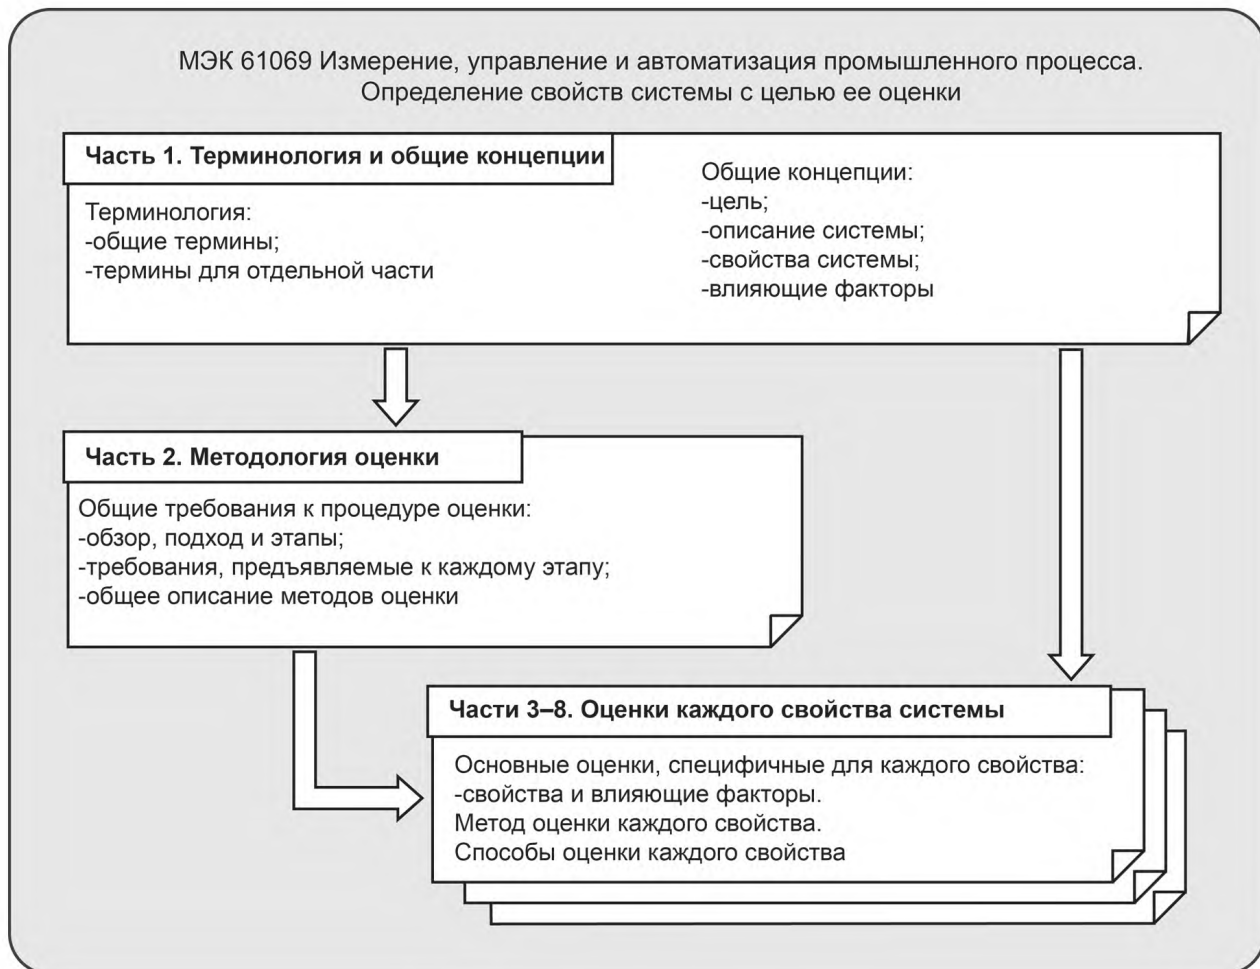 МЭК 61069 Измерение, управление и автоматизация промышленного процесса.
Определение свойств системы с целью ее оценки
Часть 1. Терминология и общие концепции
Терминология:
-общие термины;
-термины для отдельной части
Общие концепции:
-цель;
-описание системы;
-свойства системы;
-влияющие факторы
Часть 2. Методология оценки
Общие требования к процедуре оценки:
-обзор, подход и этапы;
-требования, предъявляемые к каждому этапу;
-общее описание методов оценки
Части 3–8. Оценки каждого свойства системы
Основные оценки, специфичные для каждого свойства:
-свойства и влияющие факторы.
Метод оценки каждого свойства.
Способы оценки каждого свойства